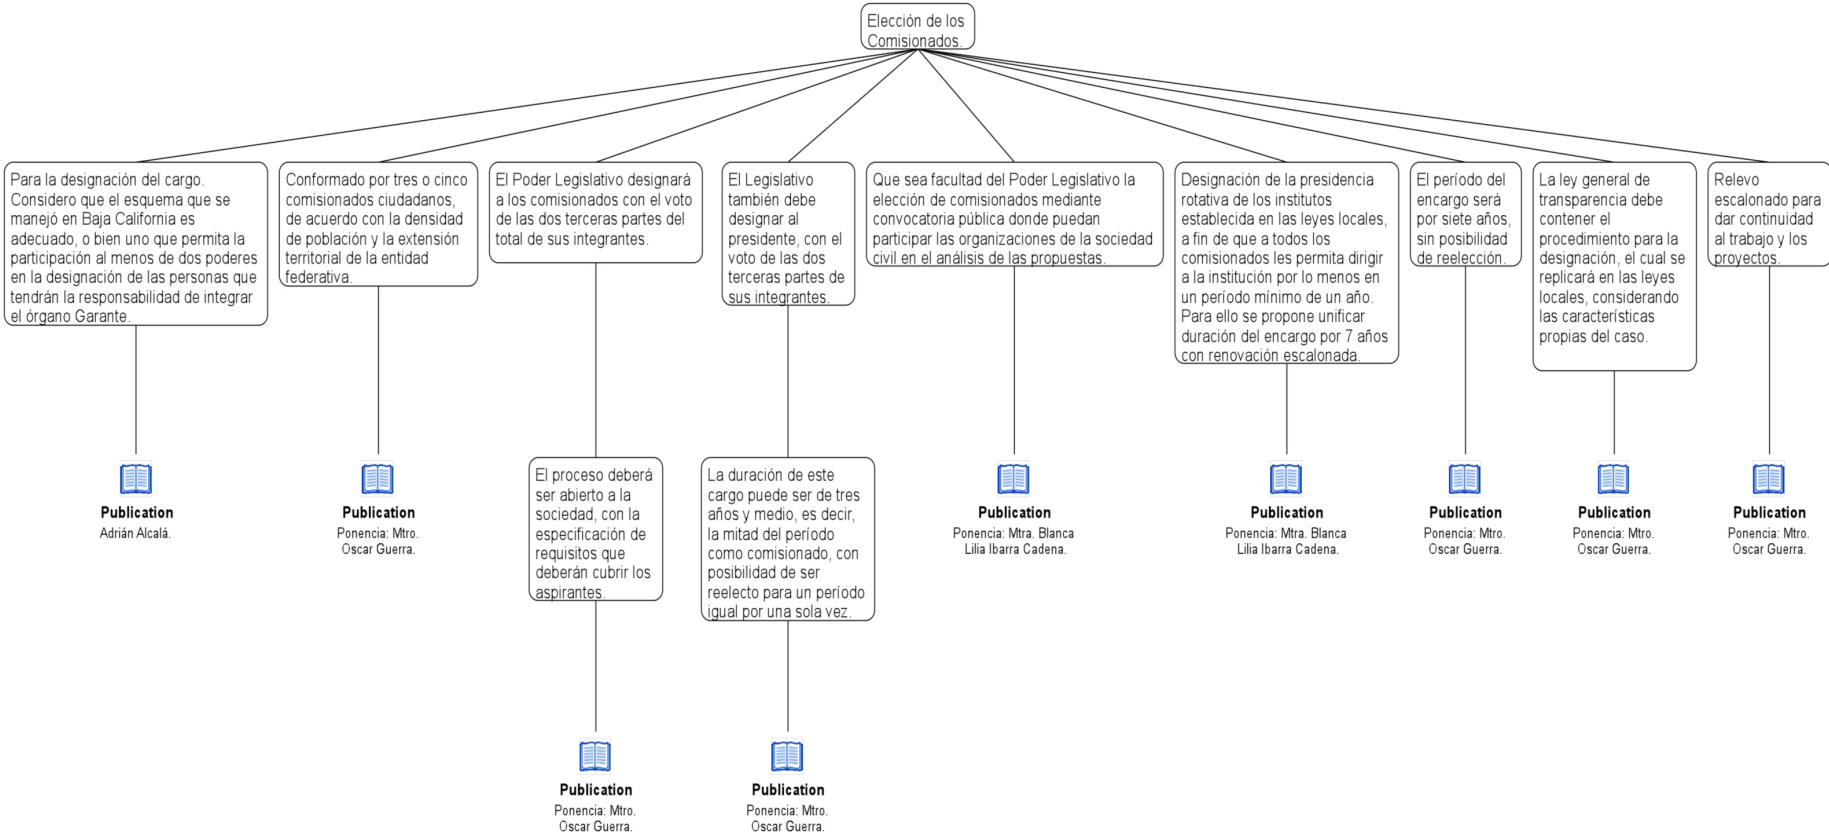 Elección de los
Comisionados.
Para la designación del cargo.
Considero que el esquema que se
manejó en Baja California es
adecuado, o bien uno que permita la
participación al menos de dos poderes
en la designación de las personas que
tendrán la responsabilidad de integrar
el órgano Garante.
Conformado por tres o cinco
comisionados ciudadanos,
de acuerdo con la densidad
de población y la extensión
territorial de la entidad
federativa.
El Poder Legislativo designará
a los comisionados con el voto
de las dos terceras partes del
total de sus integrantes.
El Legislativo
también debe
designar al
presidente, con el
voto de las dos
terceras partes de
sus integrantes.
Que sea facultad del Poder Legislativo la
elección de comisionados mediante
convocatoria pública donde puedan
participar las organizaciones de la sociedad
civil en el análisis de las propuestas.
Designación de la presidencia
rotativa de los institutos
establecida en las leyes locales,
a fin de que a todos los
comisionados les permita dirigir
a la institución por lo menos en
un período mínimo de un año.
Para ello se propone unificar
duración del encargo por 7 años
con renovación escalonada.
El período del
encargo será
por siete años,
sin posibilidad
de reelección.
La ley general de
transparencia debe
contener el
procedimiento para la
designación, el cual se
replicará en las leyes
locales, considerando
las características
propias del caso.
Relevo
escalonado para
dar continuidad
al trabajo y los
proyectos.
El proceso deberá
ser abierto a la
sociedad, con la
especificación de
requisitos que
deberán cubrir los
aspirantes.
La duración de este
cargo puede ser de tres
años y medio, es decir,
la mitad del período
como comisionado, con
posibilidad de ser
reelecto para un período
igual por una sola vez.
Publication
Adrián Alcalá.
Publication
Ponencia: Mtro.
Oscar Guerra.
Publication
Ponencia: Mtra. Blanca
Lilia Ibarra Cadena.
Publication
Ponencia: Mtra. Blanca
Lilia Ibarra Cadena.
Publication
Ponencia: Mtro.
Oscar Guerra.
Publication
Ponencia: Mtro.
Oscar Guerra.
Publication
Ponencia: Mtro.
Oscar Guerra.
Publication
Ponencia: Mtro.
Oscar Guerra.
Publication
Ponencia: Mtro.
Oscar Guerra.